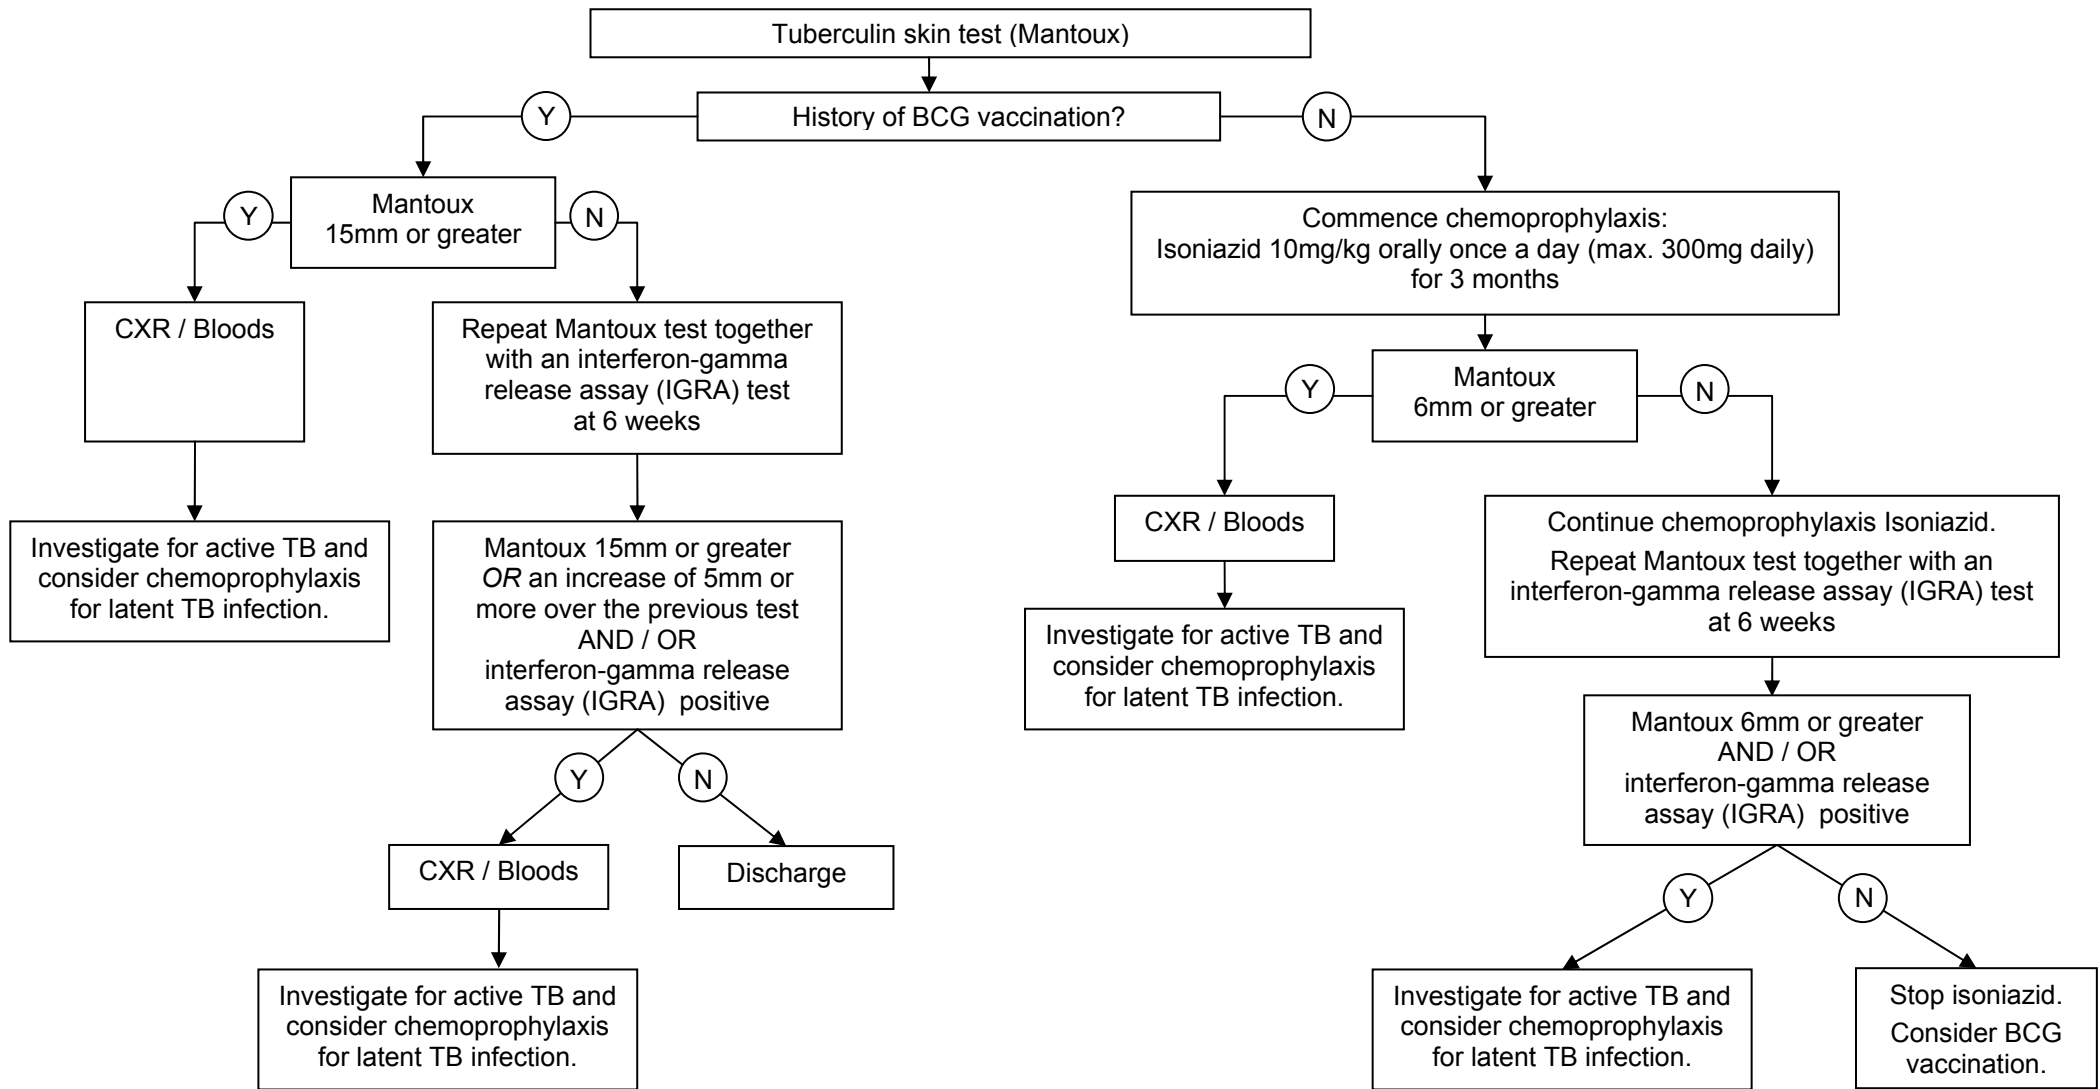 Tuberculin skin test (Mantoux)
History of BCG vaccination?
Y
N
Mantoux
15mm or greater
Y
N
CXR / Bloods
Investigate for active TB and
consider chemoprophylaxis
for latent TB infection.
Repeat Mantoux test together
with an interferon-gamma
release assay (IGRA) test
at 6 weeks
Mantoux 15mm or greater
OR an increase of 5mm or
more over the previous test
AND / OR
interferon-gamma release
assay (IGRA) positive
Y
N
CXR / Bloods
Discharge
Investigate for active TB and
consider chemoprophylaxis
for latent TB infection.
Commence chemoprophylaxis:
Isoniazid 10mg/kg orally once a day (max. 300mg daily)
for 3 months
Mantoux
6mm or greater
Y
N
CXR / Bloods
Investigate for active TB and
consider chemoprophylaxis
for latent TB infection.
Continue chemoprophylaxis Isoniazid.
Repeat Mantoux test together with an
interferon-gamma release assay (IGRA) test
at 6 weeks
Mantoux 6mm or greater
AND / OR
interferon-gamma release
assay (IGRA) positive
Y
N
Investigate for active TB and
consider chemoprophylaxis
for latent TB infection.
Stop isoniazid.
Consider BCG
vaccination.